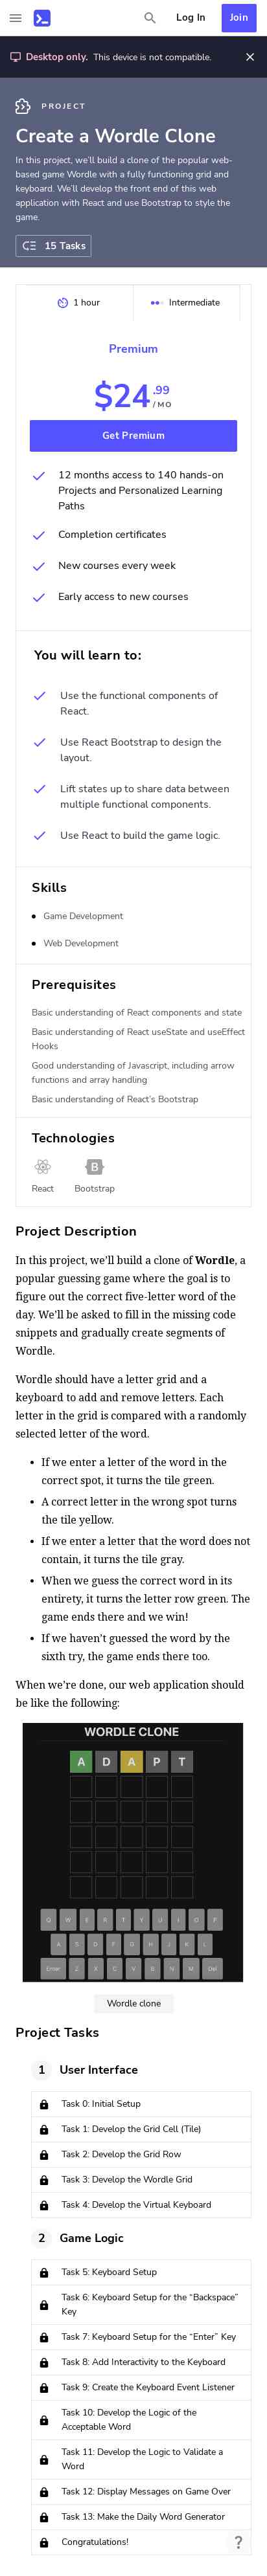 Log In
Join
Desktop only. This device is not compatible.
PROJECT
Create a Wordle Clone
In this project, we’ll build a clone of the popular web-
based game Wordle with a fully functioning grid and
keyboard. We’ll develop the front end of this web
application with React and use Bootstrap to style the
game.
15 Tasks
1 hour
Intermediate
Premium
$24.99
/MO
Get Premium
12 months access to 140 hands-on
Projects and Personalized Learning
Paths
Completion certificates
New courses every week
Early access to new courses
You will learn to:
Use the functional components of
React.
Use React Bootstrap to design the
layout.
Lift states up to share data between
multiple functional components.
Use React to build the game logic.
Skills
Game Development
Web Development
Prerequisites
Basic understanding of React components and state
Basic understanding of React useState and useEffect
Hooks
Good understanding of Javascript, including arrow
functions and array handling
Basic understanding of React’s Bootstrap
Technologies
React
B
Bootstrap
Project Description
In this project, we’ll build a clone of Wordle, a
popular guessing game where the goal is to
figure out the correct five-letter word of the
day. We’ll be asked to fill in the missing code
snippets and gradually create segments of
Wordle.
Wordle should have a letter grid and a
keyboard to add and remove letters. Each
letter in the grid is compared with a randomly
selected letter of the word.
• If we enter a letter of the word in the
correct spot, it turns the tile green.
• A correct letter in the wrong spot turns
the tile yellow.
• If we enter a letter that the word does not
contain, it turns the tile gray.
• When we guess the correct word in its
entirety, it turns the letter row green. The
game ends there and we win!
• If we haven’t guessed the word by the
sixth try, the game ends there too.
When we’re done, our web application should
be like the following:
WORDLE CLONE
A D A P T
Q W E R T Y U I O P
A S D F G H J K L
Enter Z X C V B N M Del
Wordle clone
Project Tasks
1 User Interface
Task 0: Initial Setup
Task 1: Develop the Grid Cell (Tile)
Task 2: Develop the Grid Row
Task 3: Develop the Wordle Grid
Task 4: Develop the Virtual Keyboard
2 Game Logic
Task 5: Keyboard Setup
Task 6: Keyboard Setup for the “Backspace”
Key
Task 7: Keyboard Setup for the “Enter” Key
Task 8: Add Interactivity to the Keyboard
Task 9: Create the Keyboard Event Listener
Task 10: Develop the Logic of the
Acceptable Word
Task 11: Develop the Logic to Validate a
Word
Task 12: Display Messages on Game Over
Task 13: Make the Daily Word Generator
Congratulations!
?